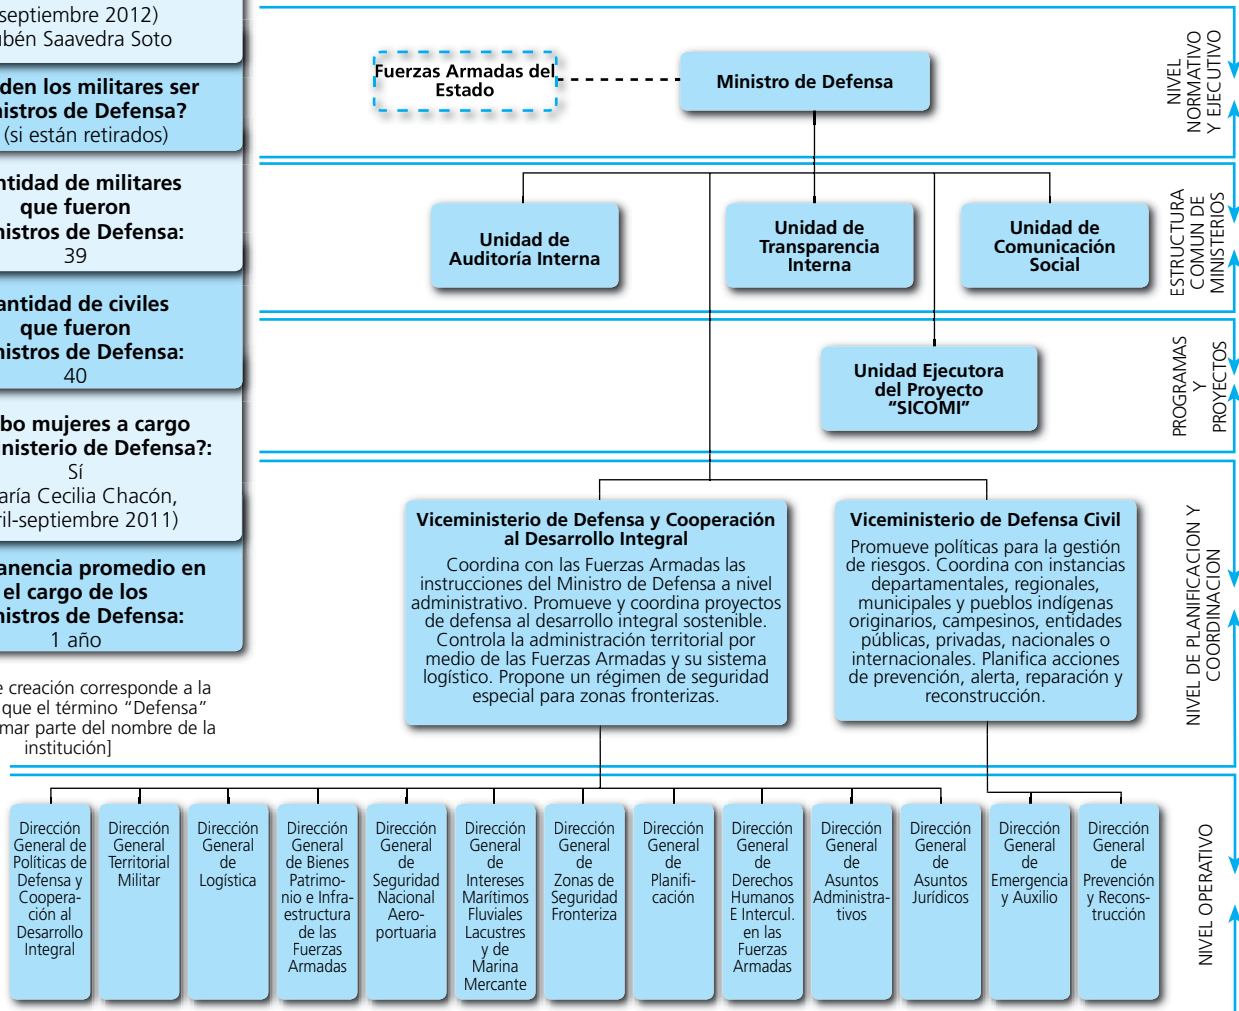 septiembre 2012)
bén Saavedra Soto
den los militares ser
nistros de Defensa?
(si están retirados)
ntidad de militares
que fueron
nistros de Defensa:
39
antidad de civiles
que fueron
nistros de Defensa:
40
bo mujeres a cargo
inisterio de Defensa?:
Sí
aría Cecilia Chacón,
ril-septiembre 2011)
anencia promedio en
el cargo de los
nistros de Defensa:
1 año
e creación corresponde a la
que el término “Defensa”
mar parte del nombre de la
institución]
Fuerzas Armadas del
Estado
Ministro de Defensa
NIVEL
NORMATIVO
Y EJECUTIVO
Unidad de
Auditoría Interna
Unidad de
Transparencia
Interna
Unidad de
Comunicación
Social
ESTRUCTURA
COMUN DE
MINISTERIOS
Unidad Ejecutora
del Proyecto
“SICOMI”
PROGRAMAS
Y
PROYECTOS
Viceministerio de Defensa y Cooperación
al Desarrollo Integral
Coordina con las Fuerzas Armadas las
instrucciones del Ministro de Defensa a nivel
administrativo. Promueve y coordina proyectos
de defensa al desarrollo integral sostenible.
Controla la administración territorial por
medio de las Fuerzas Armadas y su sistema
logístico. Propone un régimen de seguridad
especial para zonas fronterizas.
Viceministerio de Defensa Civil
Promueve políticas para la gestión
de riesgos. Coordina con instancias
departamentales, regionales,
municipales y pueblos indígenas
originarios, campesinos, entidades
públicas, privadas, nacionales o
internacionales. Planifica acciones
de prevención, alerta, reparación y
reconstrucción.
NIVEL DE PLANIFICACION Y
COORDINACION
Dirección
General de
Políticas de
Defensa y
Coopera-
ción al
Desarrollo
Integral
Dirección
General
Territorial
Militar
Dirección
General
de
Logística
Dirección
General
de Bienes
Patrimo-
nio e Infra-
estructura
de las
Fuerzas
Armadas
Dirección
General
de
Seguridad
Nacional
Aero-
portuaria
Dirección
General
de
Intereses
Marítimos
Fluviales
Lacustres
y de
Marina
Mercante
Dirección
General
de
Zonas de
Seguridad
Fronteriza
Dirección
General
de
Planifi-
cación
Dirección
General
de
Derechos
Humanos
E Intercul.
en las
Fuerzas
Armadas
Dirección
General
de
Asuntos
Administra-
tivos
Dirección
General
de
Asuntos
Jurídicos
Dirección
General
de
Emergencia
y Auxilio
Dirección
General
de
Prevención
y Recons-
trucción
NIVEL OPERATIVO